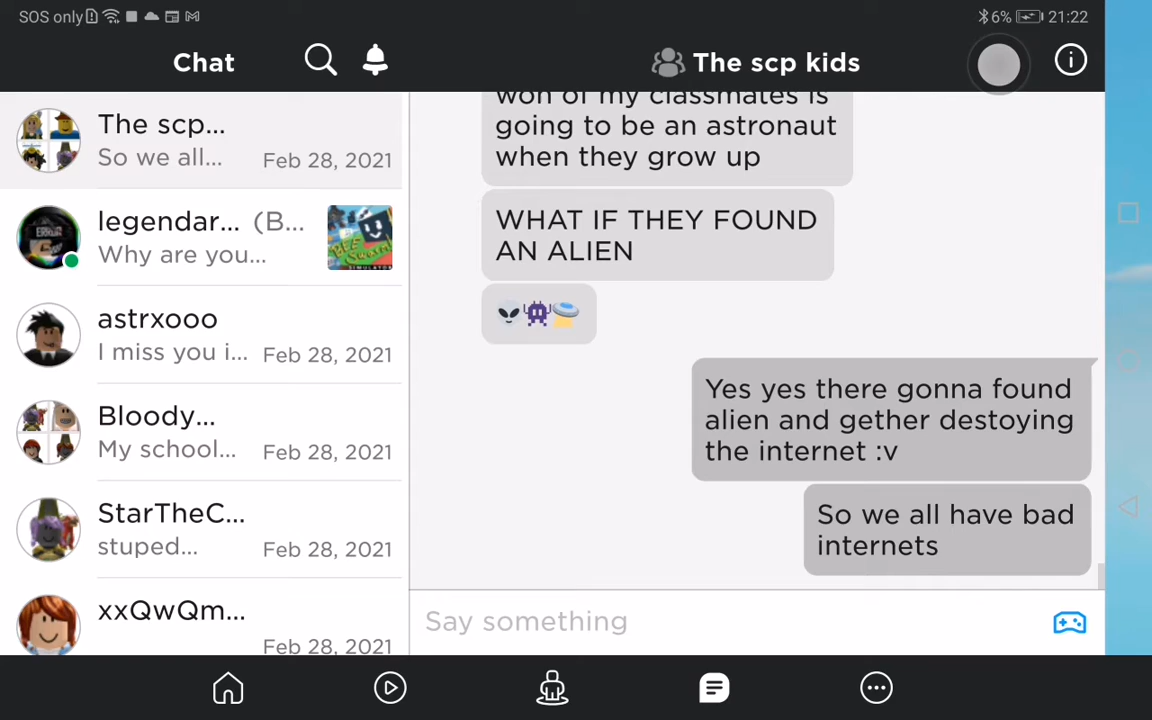 SOS only
6% 21:22
Chat
The scp kids
The scp...
So we all...
Feb 28, 2021
legendar... (B...
Why are you...
BEE SWARM
SIMULATOR
astrxooo
I miss you i...
Feb 28, 2021
Bloody...
My school...
Feb 28, 2021
StarTheC...
stuped...
Feb 28, 2021
xxQwQm...
Feb 28, 2021
won of my classmates is
going to be an astronaut
when they grow up
WHAT IF THEY FOUND
AN ALIEN
👽👾🛸
Yes yes there gonna found
alien and gether destoying
the internet :v
So we all have bad
internets
Say something